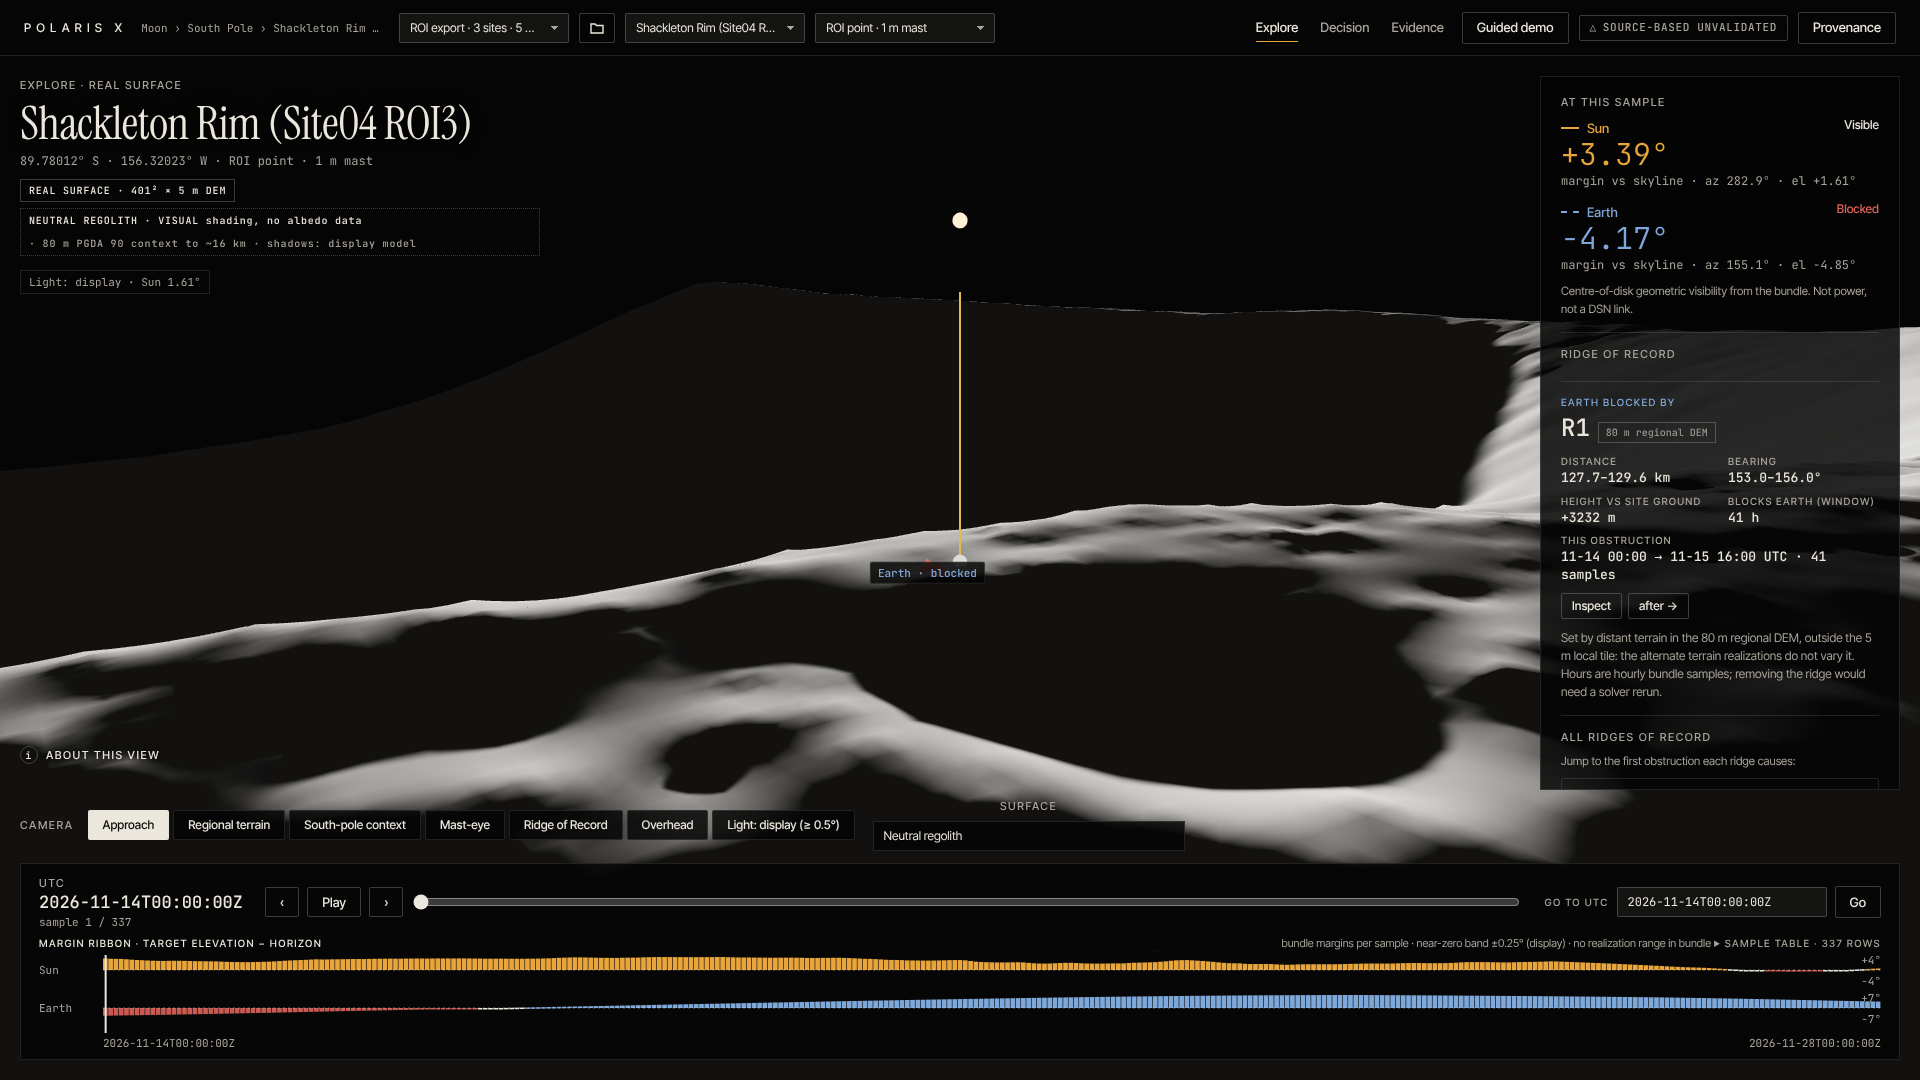 POLARIS X
Moon › South Pole › Shackleton Rim …
ROI export · 3 sites · 5 …
Shackleton Rim (Site04 R…
ROI point · 1 m mast
Explore
Decision
Evidence
Guided demo
△ SOURCE-BASED UNVALIDATED
Provenance
EXPLORE · REAL SURFACE
Shackleton Rim (Site04 ROI3)
89.78012° S · 156.32023° W · ROI point · 1 m mast
REAL SURFACE · 401² × 5 m DEM
NEUTRAL REGOLITH · VISUAL shading, no albedo data
· 80 m PGDA 90 context to ~16 km · shadows: display model
Light: display · Sun 1.61°
Earth · blocked
AT THIS SAMPLE
Sun
Visible
+3.39°
margin vs skyline · az 282.9° · el +1.61°
Earth
Blocked
-4.17°
margin vs skyline · az 155.1° · el -4.85°
Centre-of-disk geometric visibility from the bundle. Not power,
not a DSN link.
RIDGE OF RECORD
EARTH BLOCKED BY
R1 80 m regional DEM
DISTANCE
127.7–129.6 km
BEARING
153.0–156.0°
HEIGHT VS SITE GROUND
+3232 m
BLOCKS EARTH (WINDOW)
41 h
THIS OBSTRUCTION
11-14 00:00 → 11-15 16:00 UTC · 41
samples
Inspect
after →
Set by distant terrain in the 80 m regional DEM, outside the 5
m local tile: the alternate terrain realizations do not vary it.
Hours are hourly bundle samples; removing the ridge would
need a solver rerun.
ALL RIDGES OF RECORD
Jump to the first obstruction each ridge causes:
i ABOUT THIS VIEW
CAMERA
Approach
Regional terrain
South-pole context
Mast-eye
Ridge of Record
Overhead
Light: display (≥ 0.5°)
SURFACE
Neutral regolith
UTC
2026-11-14T00:00:00Z
sample 1 / 337
‹
Play
›
GO TO UTC
2026-11-14T00:00:00Z
Go
MARGIN RIBBON · TARGET ELEVATION − HORIZON
bundle margins per sample · near-zero band ±0.25° (display) · no realization range in bundle
▸ SAMPLE TABLE · 337 ROWS
Sun
+4°
-4°
Earth
+7°
-7°
2026-11-14T00:00:00Z
2026-11-28T00:00:00Z